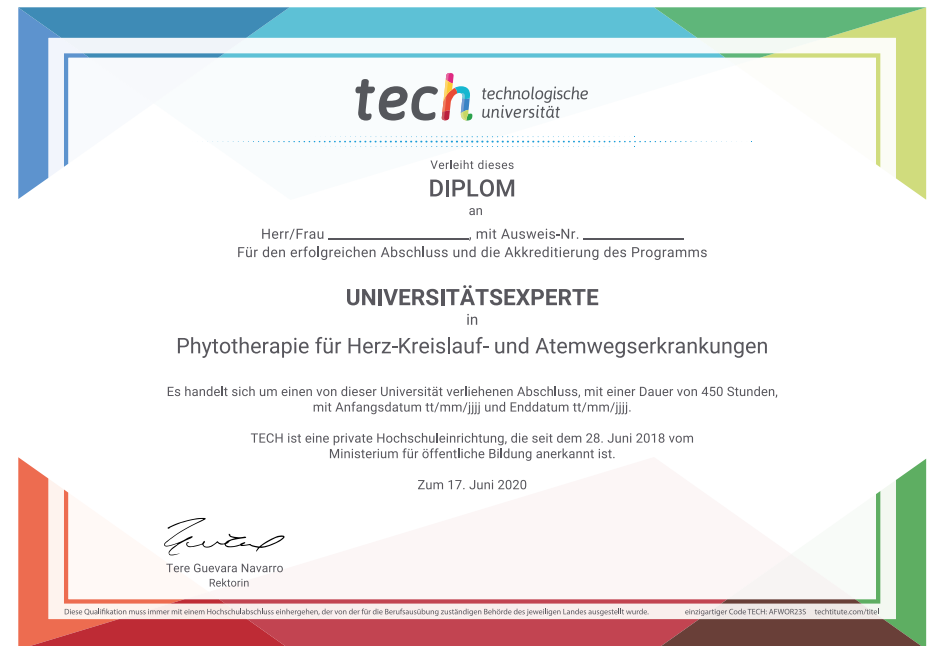 tech technologische
universität
Verleiht dieses
DIPLOM
an
Herr/Frau ____________________, mit Ausweis-Nr. ______________
Für den erfolgreichen Abschluss und die Akkreditierung des Programms
UNIVERSITÄTSEXPERTE
in
Phytotherapie für Herz-Kreislauf- und Atemwegserkrankungen
Es handelt sich um einen von dieser Universität verliehenen Abschluss, mit einer Dauer von 450 Stunden,
mit Anfangsdatum tt/mm/jjjj und Enddatum tt/mm/jjjj.
TECH ist eine private Hochschuleinrichtung, die seit dem 28. Juni 2018 vom
Ministerium für öffentliche Bildung anerkannt ist.
Zum 17. Juni 2020
Tere Guevara Navarro
Rektorin
Diese Qualifikation muss immer mit einem Hochschulabschluss einhergehen, der von der für die Berufsausübung zuständigen Behörde des jeweiligen Landes ausgestellt wurde. einzigartiger Code TECH: AFWOR235 techtitute.com/titel